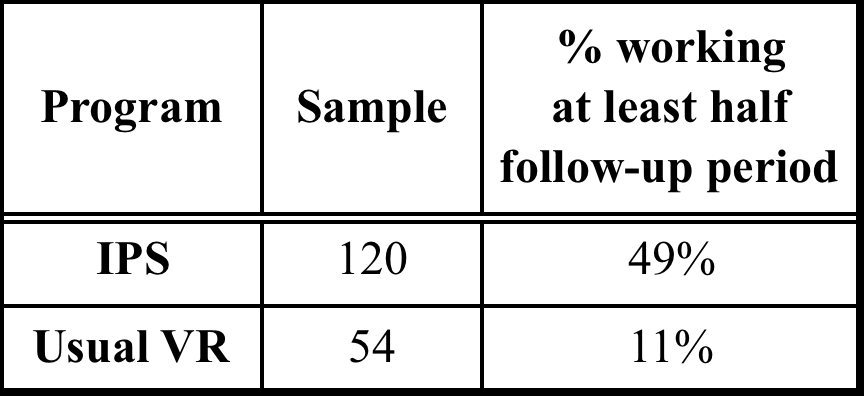 Program Sample % working
at least half
follow-up period
IPS 120 49%
Usual VR 54 11%